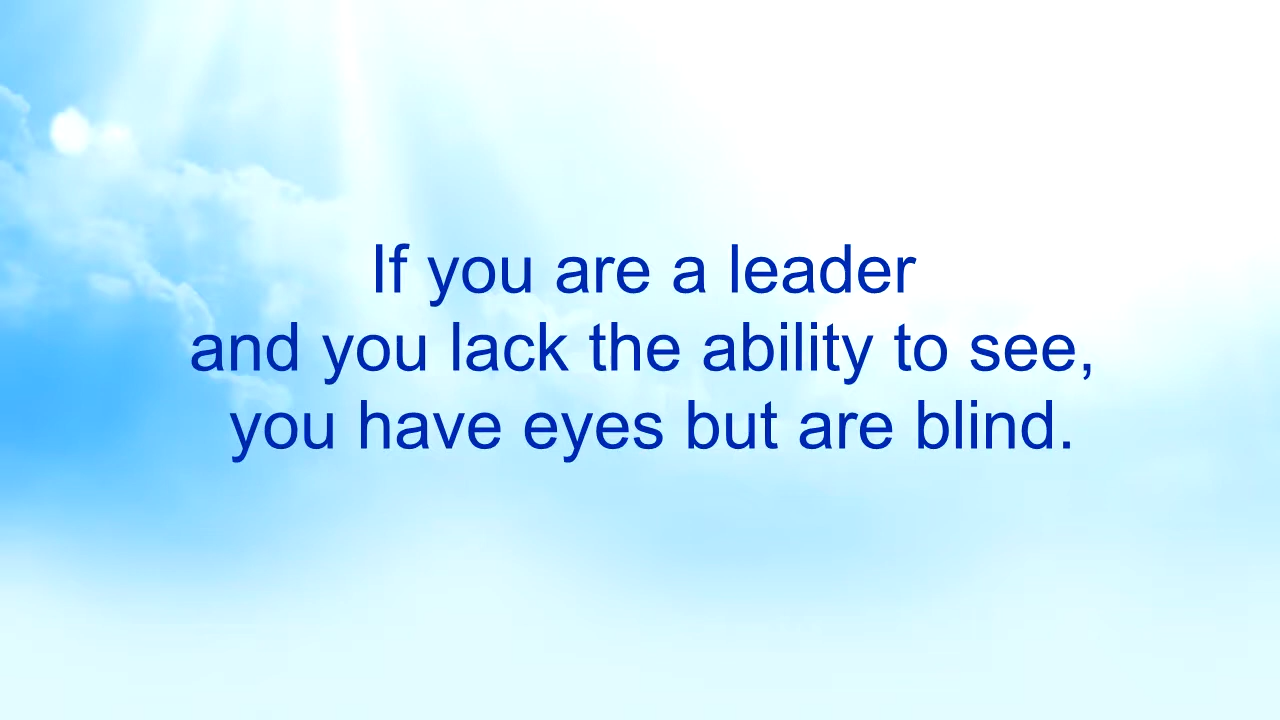 If you are a leader
and you lack the ability to see,
you have eyes but are blind.